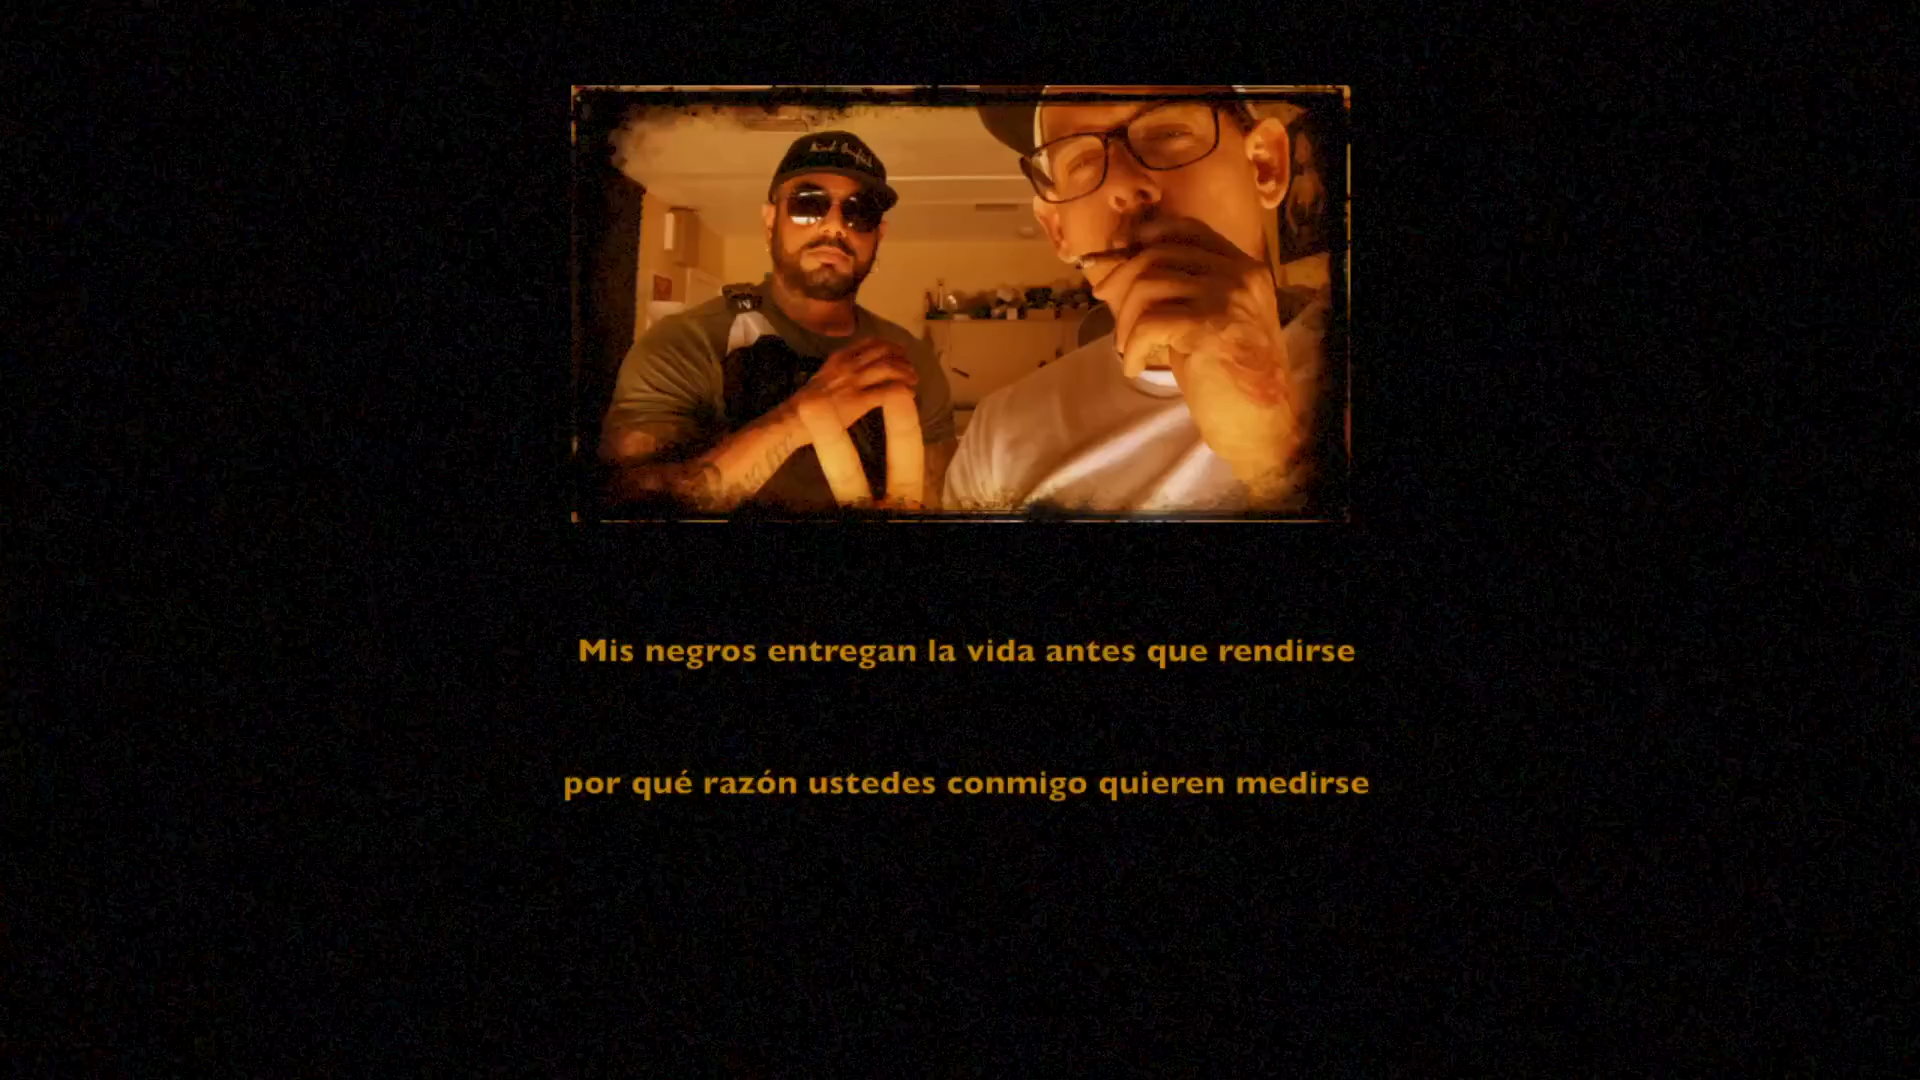 Mis negros entregan la vida antes que rendirse
por qué razón ustedes conmigo quieren medirse